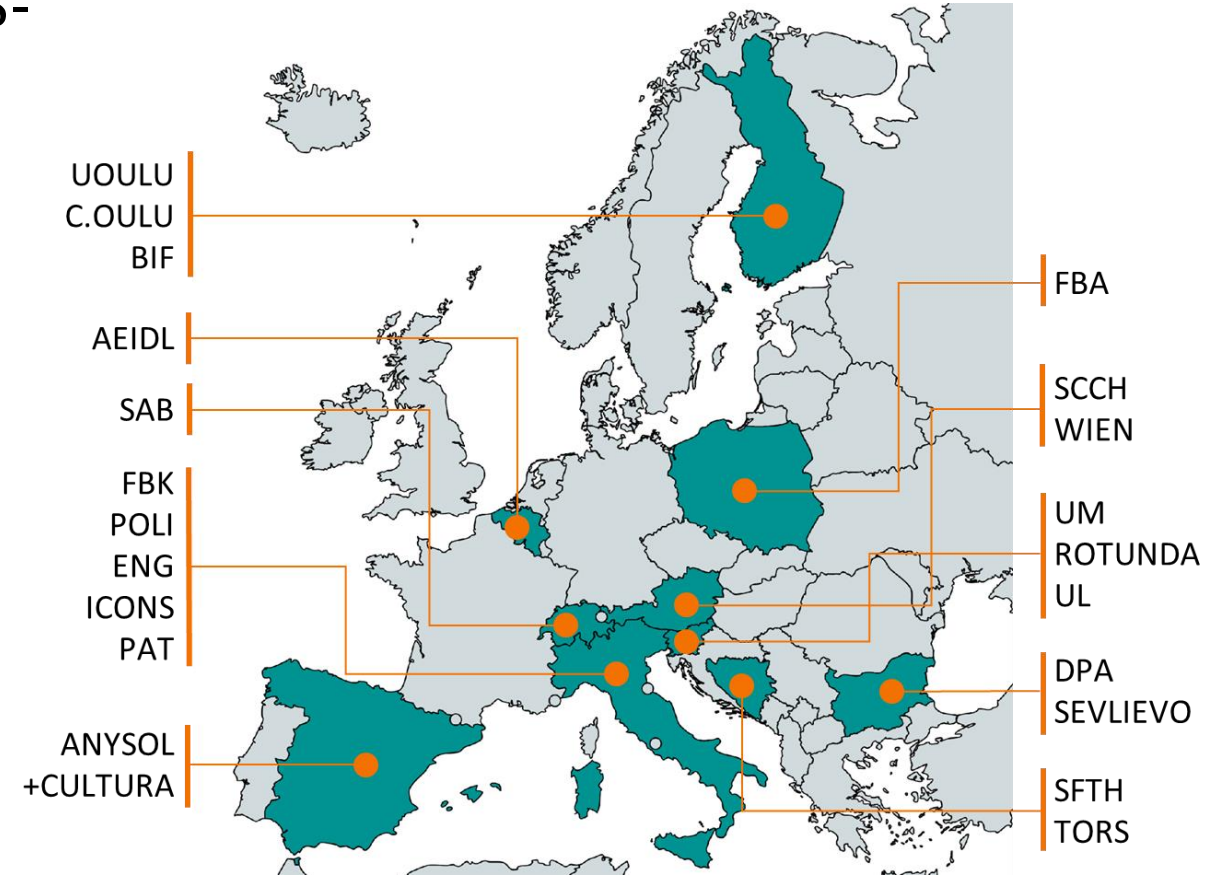 UOULU
C.OULU
BIF
AEIDL
SAB
FBK
POLI
ENG
ICONS
PAT
ANYSOL
+CULTURA
FBA
SCCH
WIEN
UM
ROTUNDA
UL
DPA
SEVLIEVO
SFTH
TORS